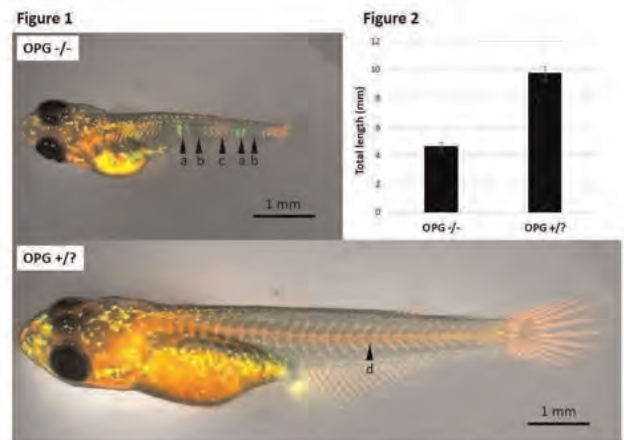 Figure 1
OPG -/-
a b c a b
1 mm
Figure 2
12
10
8
6
4
2
0
Total length (mm)
OPG -/- OPG +/?
OPG +/?
d
1 mm